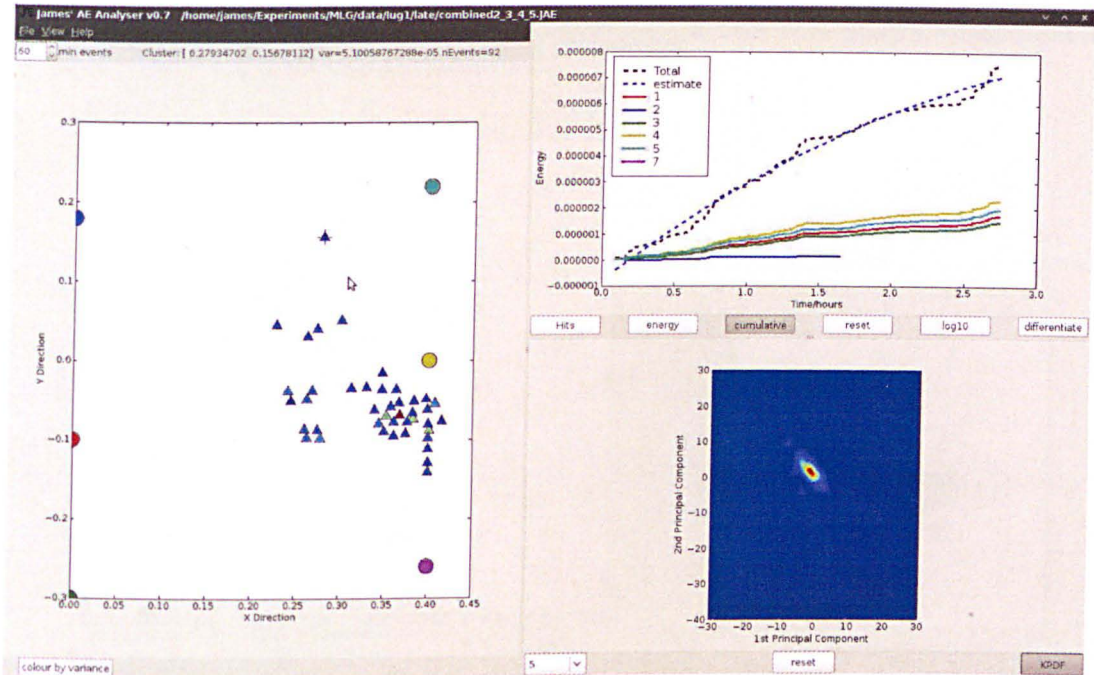 James' AE Analyser v0.7 /home/james/Experiments/MLG/data/lug1/late/combined2_3_4_5.JAE
File View Help
60 min events Cluster:[ 0.27934702 0.15678112] var=5.10058767288e-05 nEvents=92
0.3
0.2
0.1
0.0
−0.1
−0.2
−0.3
Y Direction
0.00 0.05 0.10 0.15 0.20 0.25 0.30 0.35 0.40 0.45
X Direction
colour by variance
0.000008
0.000007
0.000006
0.000005
0.000004
0.000003
0.000002
0.000001
0.000000
−0.000001
Energy
Total
estimate
1
2
3
4
5
7
0.0 0.5 1.0 1.5 2.0 2.5 3.0
Time/hours
Hits energy cumulative reset log10 differentiate
30
20
10
0
−10
−20
−30
−40
2nd Principal Component
−30 −20 −10 0 10 20 30
1st Principal Component
5 reset KPDF